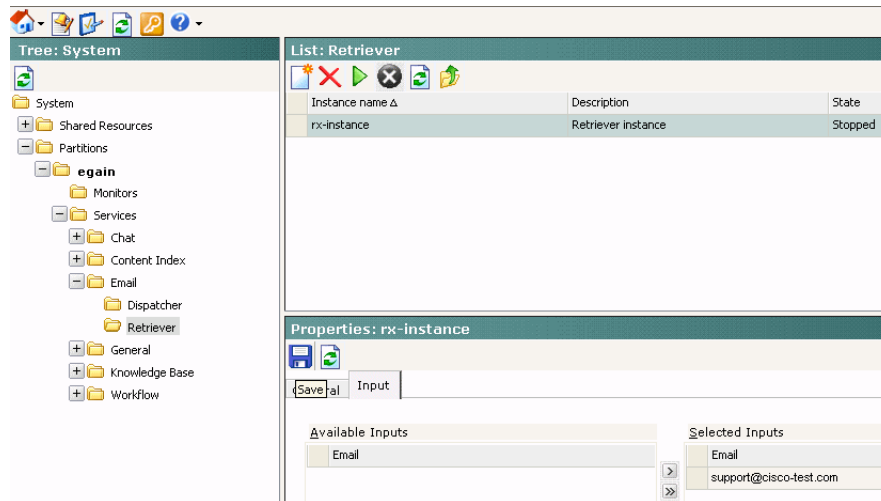 Tree: System
System
Shared Resources
Partitions
egain
Monitors
Services
Chat
Content Index
Email
Dispatcher
Retriever
General
Knowledge Base
Workflow
List: Retriever
Instance name Description State
rx-instance Retriever instance Stopped
Properties: rx-instance
Save
Input
Available Inputs
Email
Selected Inputs
Email
support@cisco-test.com